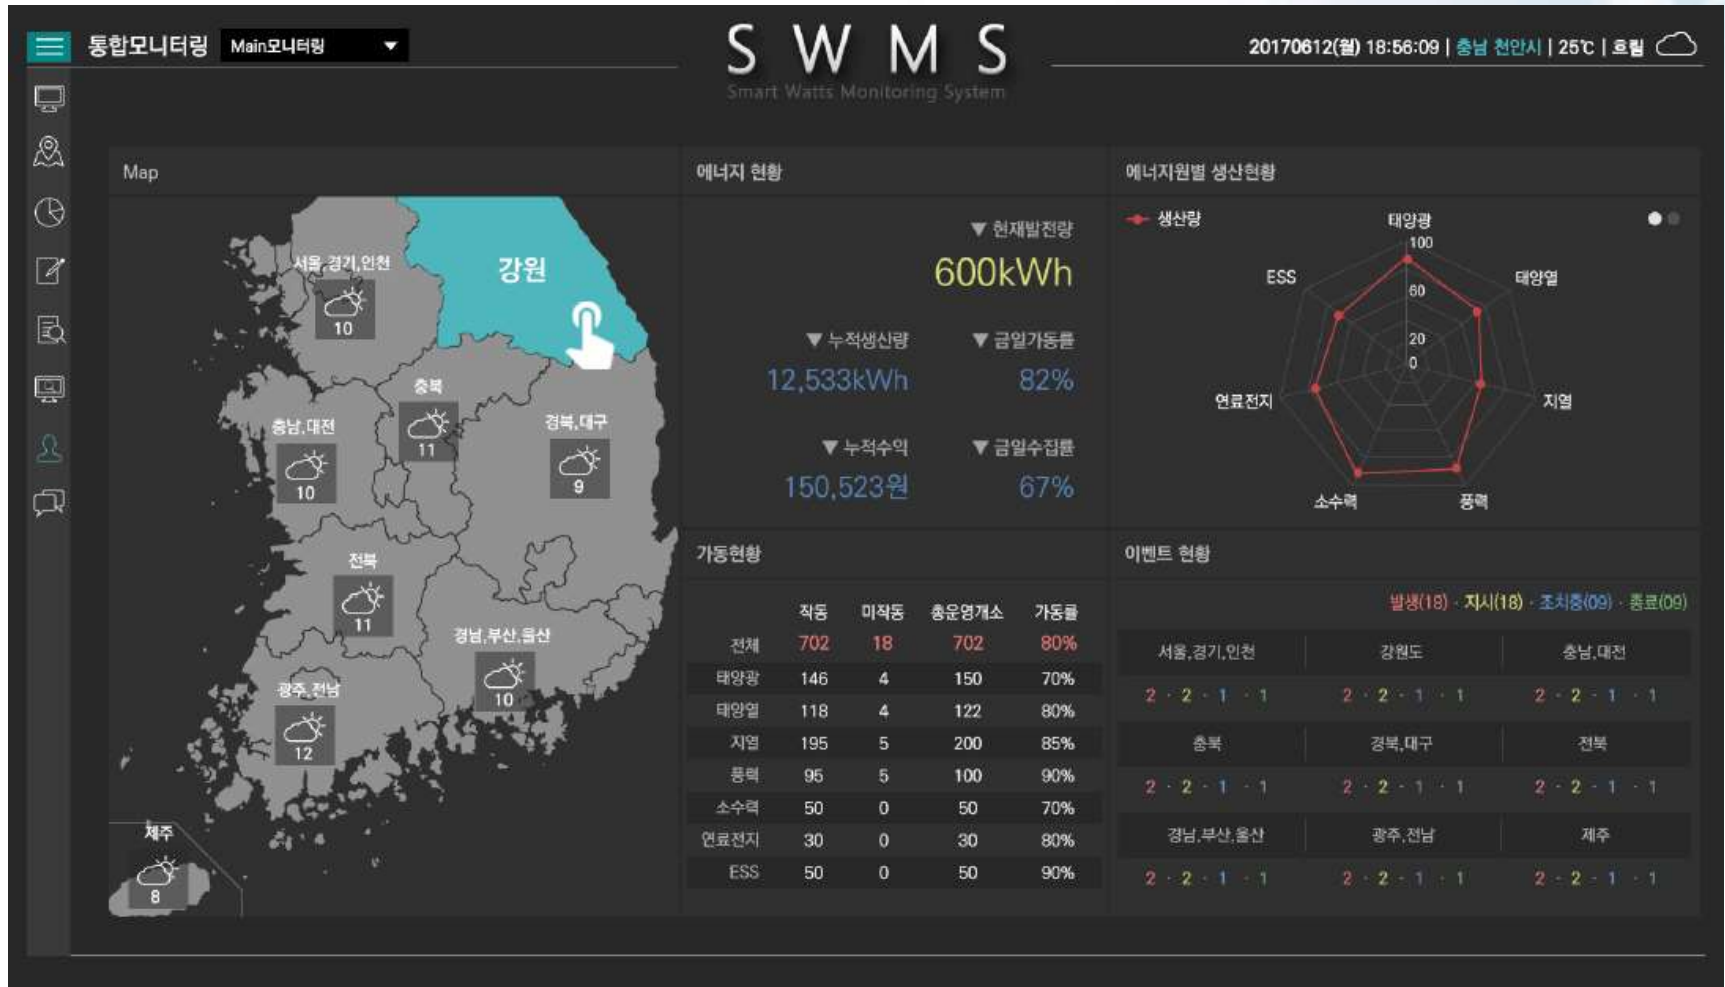 통합모니터링 Main모니터링 ▼
S W M S
Smart Watts Monitoring System
20170612(월) 18:56:09 | 충남 천안시 | 25℃ | 흐림
Map
서울,경기,인천
10
강원
충북
11
충남,대전
10
경북,대구
9
전북
11
경남,부산,울산
10
광주,전남
12
제주
8
에너지 현황
▼ 현재발전량
600kWh
▼ 누적생산량 ▼ 금일가동률
12,533kWh 82%
▼ 누적수익 ▼ 금일수집률
150,523원 67%
에너지원별 생산현황
생산량
태양광
100
60
20
0
태양열
지열
풍력
소수력
연료전지
ESS
가동현황
작동 미작동 총운영개소 가동률
전체 702 18 702 80%
태양광 146 4 150 70%
태양열 118 4 122 80%
지열 195 5 200 85%
풍력 95 5 100 90%
소수력 50 0 50 70%
연료전지 30 0 30 80%
ESS 50 0 50 90%
이벤트 현황
발생(18) · 지시(18) · 조치중(09) · 종료(09)
서울,경기,인천 강원도 충남,대전
2 · 2 · 1 · 1 2 · 2 · 1 · 1 2 · 2 · 1 · 1
충북 경북,대구 전북
2 · 2 · 1 · 1 2 · 2 · 1 · 1 2 · 2 · 1 · 1
경남,부산,울산 광주,전남 제주
2 · 2 · 1 · 1 2 · 2 · 1 · 1 2 · 2 · 1 · 1